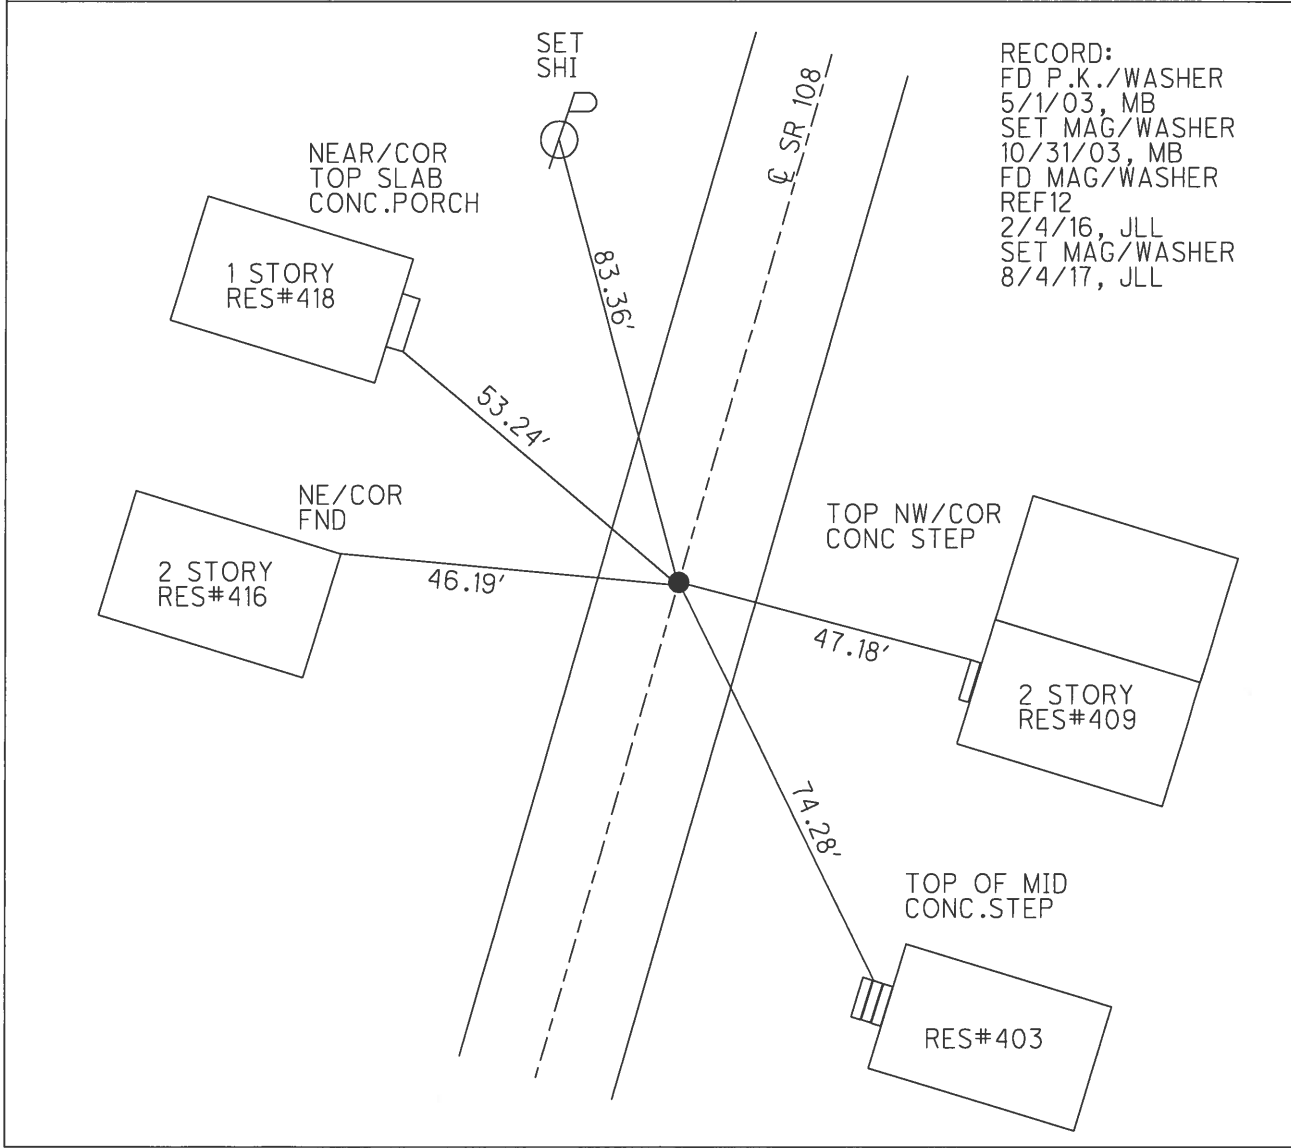 SET
SHI
RECORD:
FD P.K./WASHER
5/1/03, MB
SET MAG/WASHER
10/31/03, MB
FD MAG/WASHER
REF12
2/4/16, JLL
SET MAG/WASHER
8/4/17, JLL
℄ SR 108
NEAR/COR
TOP SLAB
CONC.PORCH
1 STORY
RES#418
83.36'
53.24'
NE/COR
FND
2 STORY
RES#416
46.19'
TOP NW/COR
CONC STEP
47.18'
2 STORY
RES#409
74.28'
TOP OF MID
CONC.STEP
RES#403